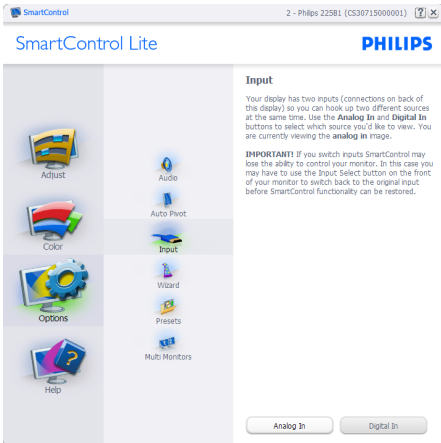 SmartControl
2 - Philips 225B1 (CS30715000001)
? X
SmartControl Lite
PHILIPS
Adjust
Color
Options
Help
Audio
Auto Pivot
Input
Wizard
Presets
Multi Monitors
Input
Your display has two inputs (connections on back of
this display) so you can hook up two different sources
at the same time. Use the Analog In and Digital In
buttons to select which source you'd like to view. You
are currently viewing the analog in image.
IMPORTANT! If you switch inputs SmartControl may
lose the ability to control your monitor. In this case you
may have to use the Input Select button on the front
of your monitor to switch back to the original input
before SmartControl functionality can be restored.
Analog In
Digital In